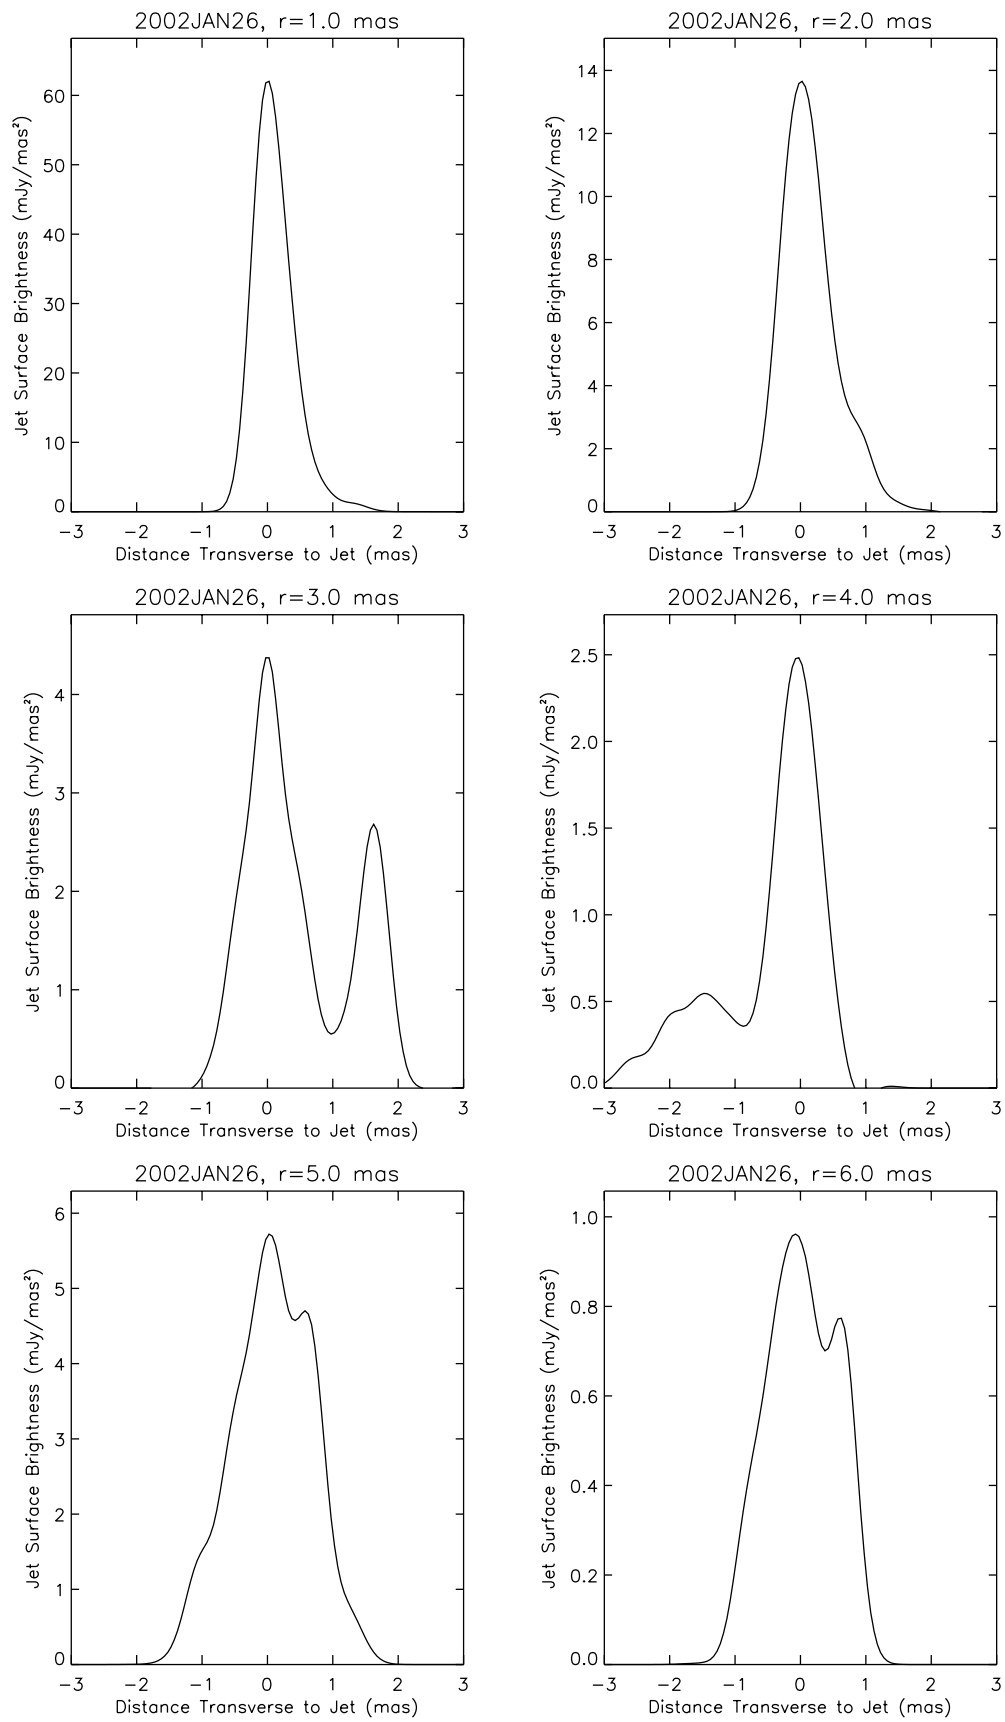 2002JAN26, r=1.0 mas
Jet Surface Brightness (mJy/mas²)
60
50
40
30
20
10
0
−3 −2 −1 0 1 2 3
Distance Transverse to Jet (mas)
2002JAN26, r=2.0 mas
Jet Surface Brightness (mJy/mas²)
14
12
10
8
6
4
2
0
−3 −2 −1 0 1 2 3
Distance Transverse to Jet (mas)
2002JAN26, r=3.0 mas
Jet Surface Brightness (mJy/mas²)
4
3
2
1
0
−3 −2 −1 0 1 2 3
Distance Transverse to Jet (mas)
2002JAN26, r=4.0 mas
Jet Surface Brightness (mJy/mas²)
2.5
2.0
1.5
1.0
0.5
0.0
−3 −2 −1 0 1 2 3
Distance Transverse to Jet (mas)
2002JAN26, r=5.0 mas
Jet Surface Brightness (mJy/mas²)
6
5
4
3
2
1
0
−3 −2 −1 0 1 2 3
Distance Transverse to Jet (mas)
2002JAN26, r=6.0 mas
Jet Surface Brightness (mJy/mas²)
1.0
0.8
0.6
0.4
0.2
0.0
−3 −2 −1 0 1 2 3
Distance Transverse to Jet (mas)